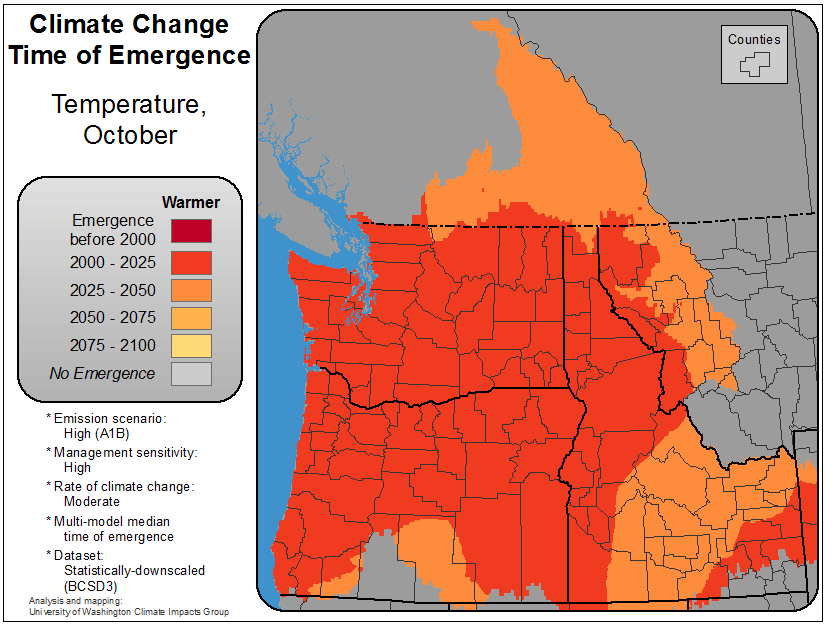 Climate Change
Time of Emergence
Temperature,
October
Warmer
Emergence
before 2000
2000 - 2025
2025 - 2050
2050 - 2075
2075 - 2100
No Emergence
* Emission scenario:
High (A1B)
* Management sensitivity:
High
* Rate of climate change:
Moderate
* Multi-model median
time of emergence
* Dataset:
Statistically-downscaled
(BCSD3)
Analysis and mapping:
University of Washington Climate Impacts Group
Counties